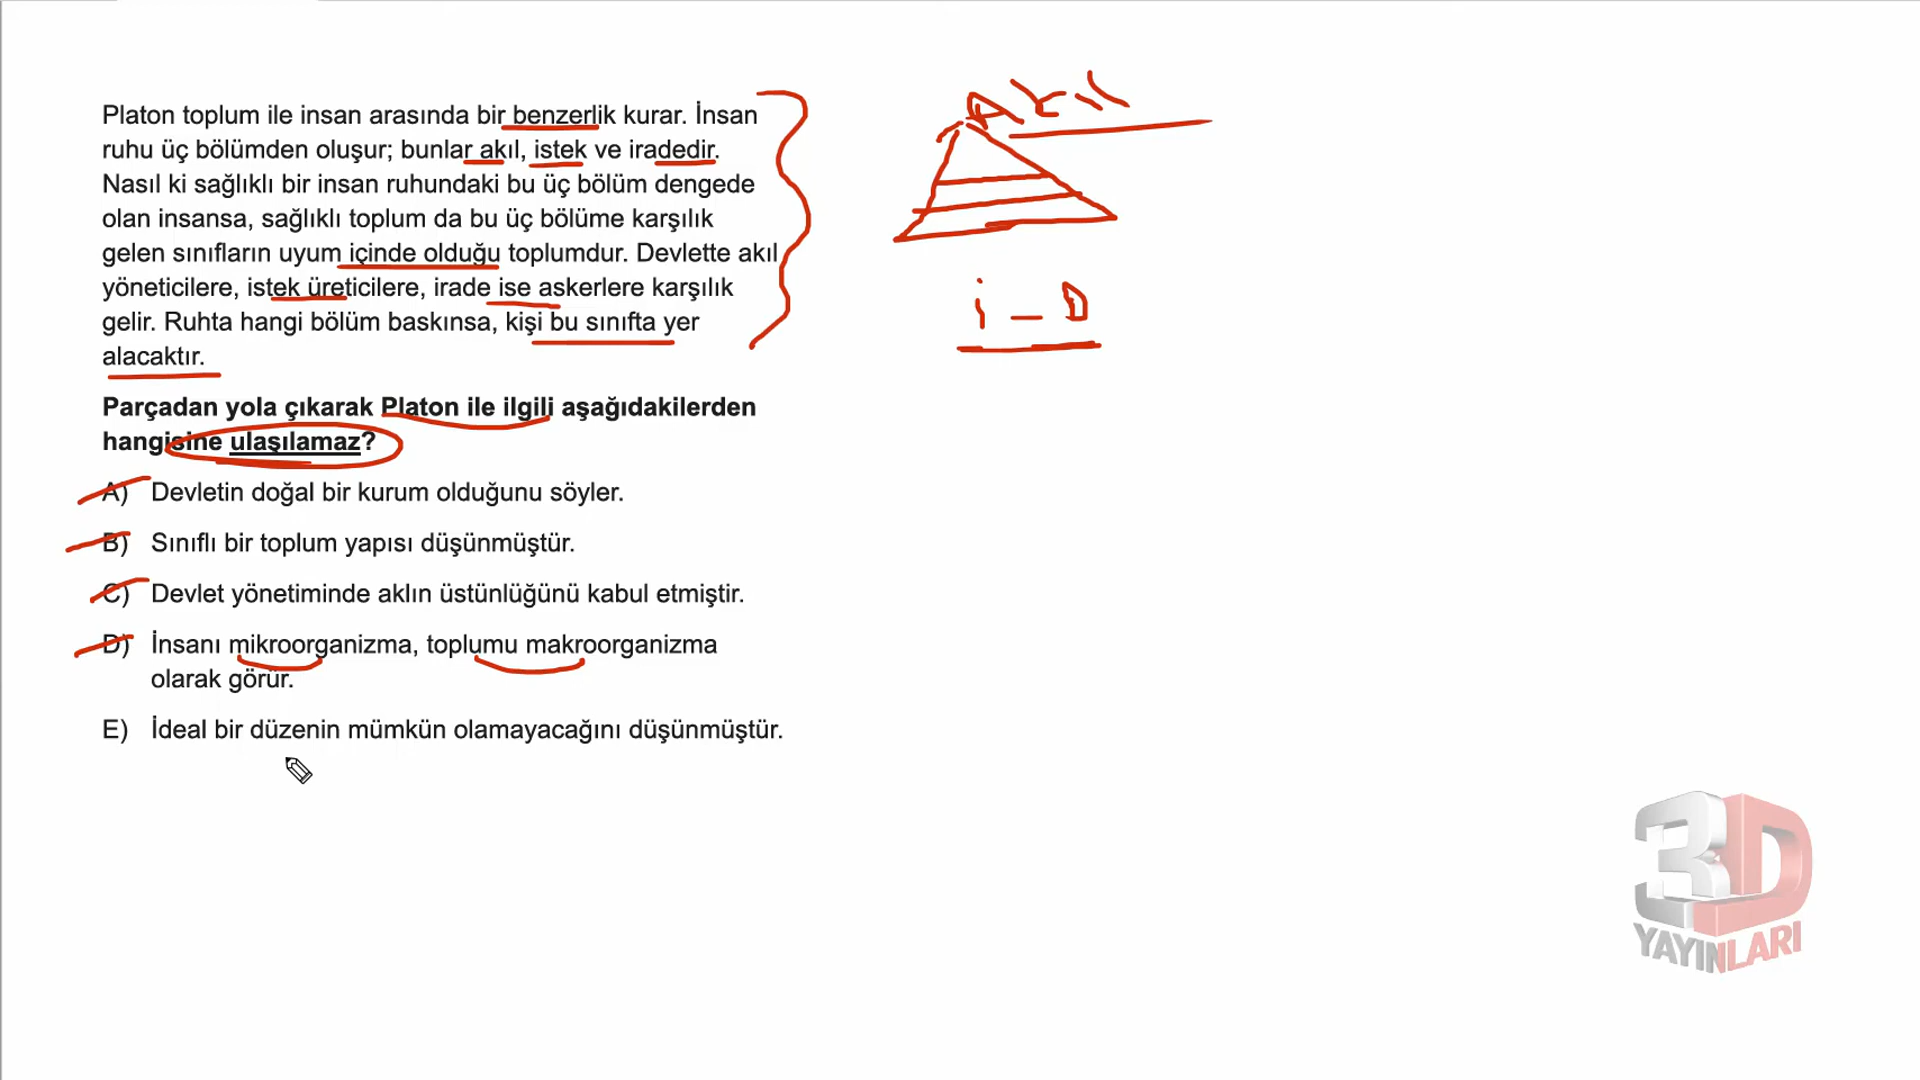 Platon toplum ile insan arasında bir benzerlik kurar. İnsan
ruhu üç bölümden oluşur; bunlar akıl, istek ve iradedir.
Nasıl ki sağlıklı bir insan ruhundaki bu üç bölüm dengede
olan insansa, sağlıklı toplum da bu üç bölüme karşılık
gelen sınıfların uyum içinde olduğu toplumdur. Devlette akıl
yöneticilere, istek üreticilere, irade ise askerlere karşılık
gelir. Ruhta hangi bölüm baskınsa, kişi bu sınıfta yer
alacaktır.
Parçadan yola çıkarak Platon ile ilgili aşağıdakilerden
hangisine ulaşılamaz?
A) Devletin doğal bir kurum olduğunu söyler.
B) Sınıflı bir toplum yapısı düşünmüştür.
C) Devlet yönetiminde aklın üstünlüğünü kabul etmiştir.
D) İnsanı mikroorganizma, toplumu makroorganizma
olarak görür.
E) İdeal bir düzenin mümkün olamayacağını düşünmüştür.
Akıl
i - D
3D
YAYINLARI